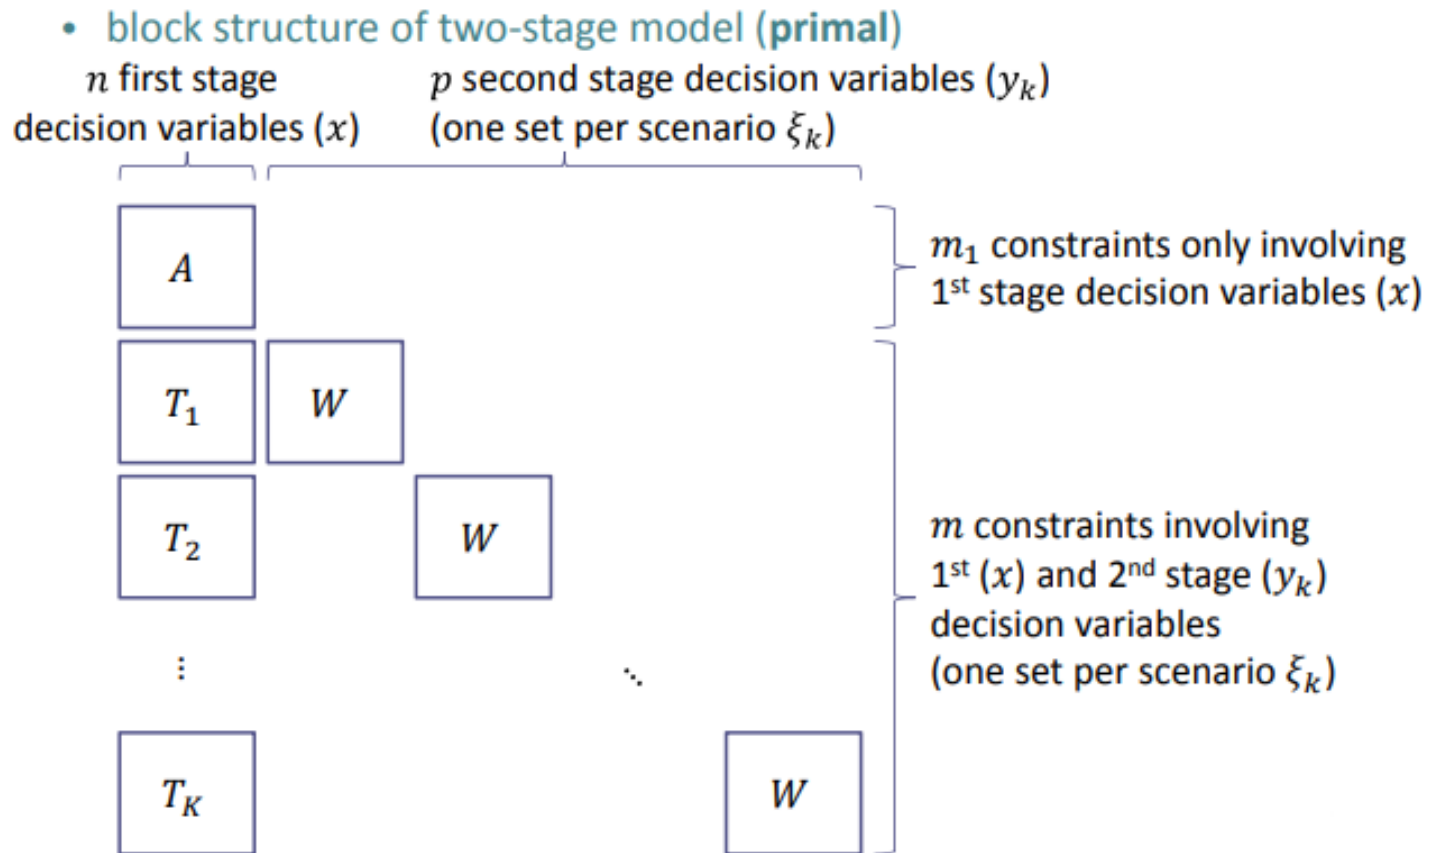 • block structure of two-stage model (primal)
n first stage
decision variables (x)
p second stage decision variables (yₖ)
(one set per scenario ξₖ)
A
m₁ constraints only involving
1ˢᵗ stage decision variables (x)
T₁ W
T₂ W
m constraints involving
1ˢᵗ (x) and 2ⁿᵈ stage (yₖ)
decision variables
(one set per scenario ξₖ)
⋮ ⋱
T_K W